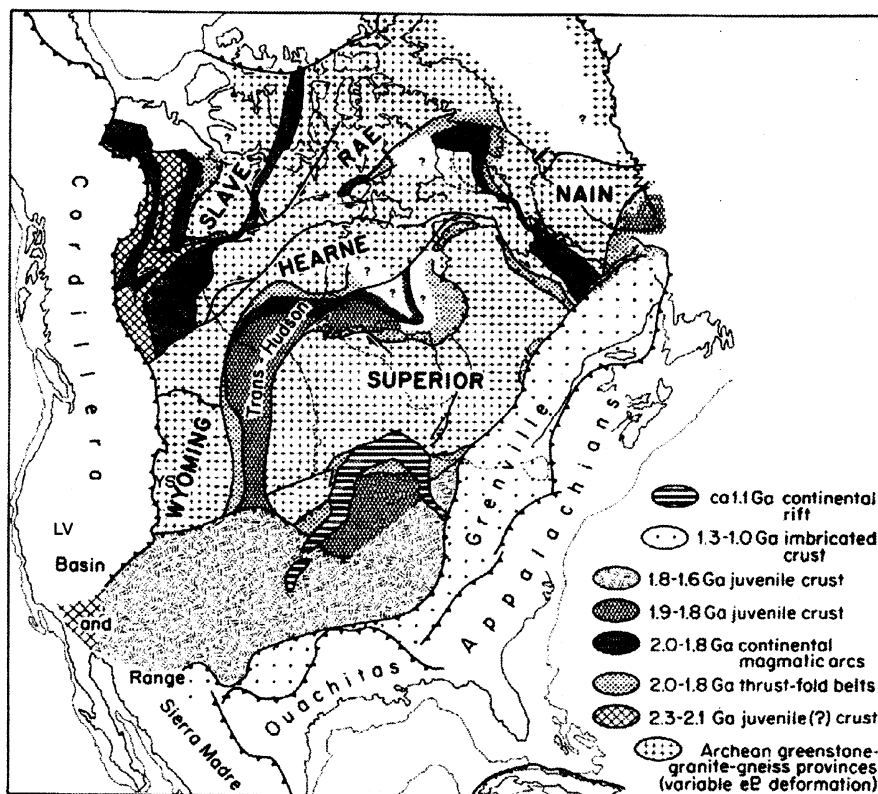 Cordillera
SLAVE
RAE
NAIN
HEARNE
Trans-Hudson
SUPERIOR
WYOMING
YS
LV
Basin
and
Range
Sierra Madre
Ouachitas
Appalachians
Grenville
?
?
?
?
?
?
ca 1.1 Ga continental
rift
1.3-1.0 Ga imbricated
crust
1.8-1.6 Ga juvenile crust
1.9-1.8 Ga juvenile crust
2.0-1.8 Ga continental
magmatic arcs
2.0-1.8 Ga thrust-fold belts
2.3-2.1 Ga juvenile(?) crust
Archean greenstone-
granite-gneiss provinces
(variable eP deformation)